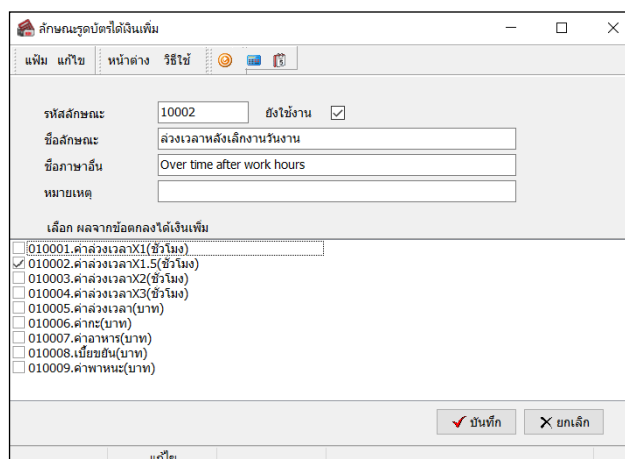 ลักษณะรูดบัตรได้เงินเพิ่ม
แฟ้ม แก้ไข หน้าต่าง วิธีใช้
รหัสลักษณะ 10002 ยังใช้งาน
ชื่อลักษณะ ล่วงเวลาหลังเลิกงานวันงาน
ชื่อภาษาอื่น Over time after work hours
หมายเหตุ
เลือก ผลจากข้อตกลงได้เงินเพิ่ม
010001.ค่าล่วงเวลาX1(ชั่วโมง)
010002.ค่าล่วงเวลาX1.5(ชั่วโมง)
010003.ค่าล่วงเวลาX2(ชั่วโมง)
010004.ค่าล่วงเวลาX3(ชั่วโมง)
010005.ค่าล่วงเวลา(บาท)
010006.ค่ากะ(บาท)
010007.ค่าอาหาร(บาท)
010008.เบี้ยขยัน(บาท)
010009.ค่าพาหนะ(บาท)
บันทึก ยกเลิก
แก้ไข